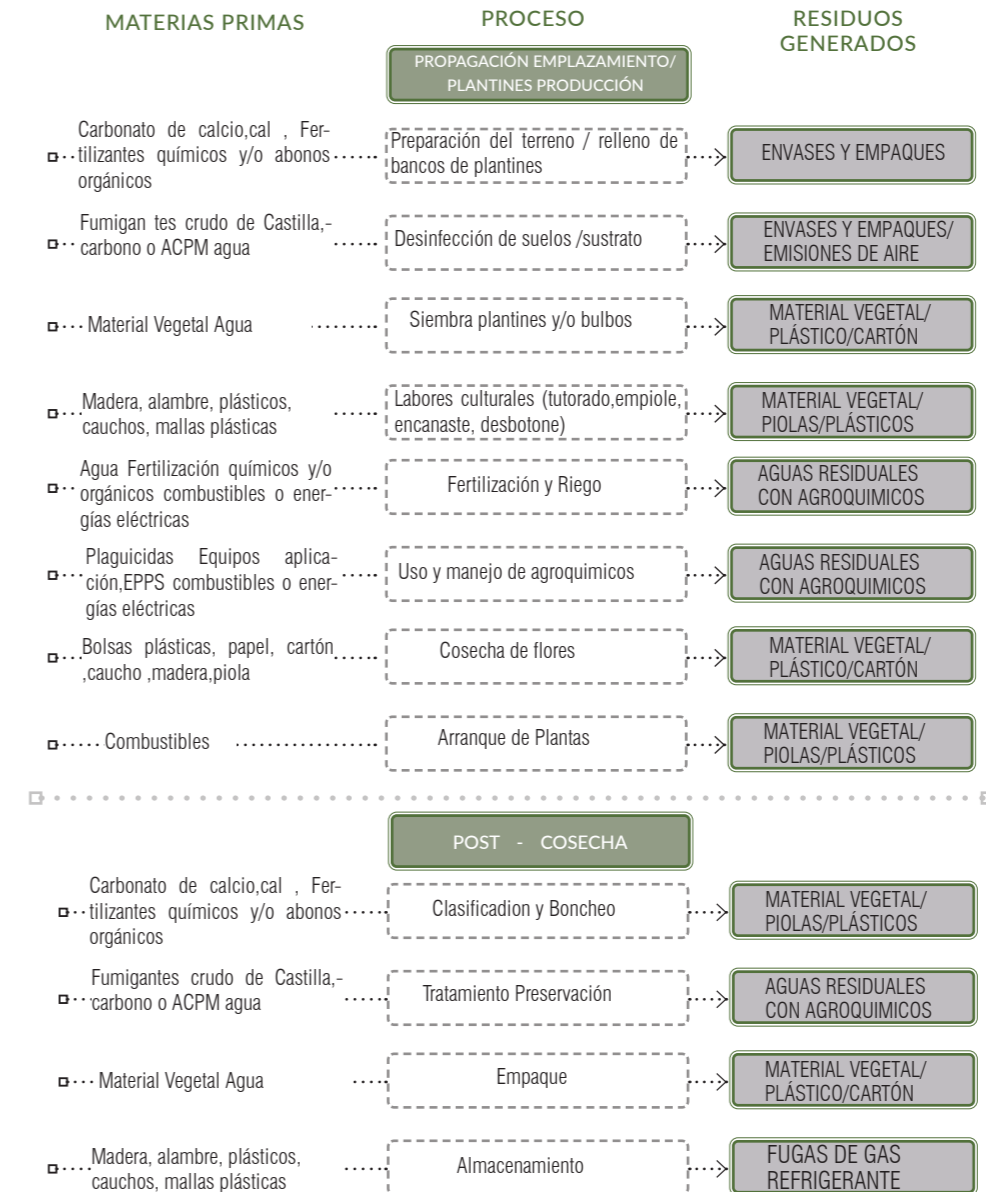 MATERIAS PRIMAS
PROCESO
RESIDUOS
GENERADOS
PROPAGACIÓN EMPLAZAMIENTO/
PLANTINES PRODUCCIÓN
Carbonato de calcio,cal , Fer-
tilizantes químicos y/o abonos
orgánicos
Preparación del terreno / relleno de
bancos de plantines
ENVASES Y EMPAQUES
Fumigan tes crudo de Castilla,-
carbono o ACPM agua
Desinfección de suelos /sustrato
ENVASES Y EMPAQUES/
EMISIONES DE AIRE
Material Vegetal Agua
Siembra plantines y/o bulbos
MATERIAL VEGETAL/
PLÁSTICO/CARTÓN
Madera, alambre, plásticos,
cauchos, mallas plásticas
Labores culturales (tutorado,empiole,
encanaste, desbotone)
MATERIAL VEGETAL/
PIOLAS/PLÁSTICOS
Agua Fertilización químicos y/o
orgánicos combustibles o ener-
gías eléctricas
Fertilización y Riego
AGUAS RESIDUALES
CON AGROQUIMICOS
Plaguicidas Equipos aplica-
ción,EPPS combustibles o ener-
gías eléctricas
Uso y manejo de agroquimicos
AGUAS RESIDUALES
CON AGROQUIMICOS
Bolsas plásticas, papel, cartón
,caucho ,madera,piola
Cosecha de flores
MATERIAL VEGETAL/
PLÁSTICO/CARTÓN
Combustibles
Arranque de Plantas
MATERIAL VEGETAL/
PIOLAS/PLÁSTICOS
POST - COSECHA
Carbonato de calcio,cal , Fer-
tilizantes químicos y/o abonos
orgánicos
Clasificadion y Boncheo
MATERIAL VEGETAL/
PIOLAS/PLÁSTICOS
Fumigantes crudo de Castilla,-
carbono o ACPM agua
Tratamiento Preservación
AGUAS RESIDUALES
CON AGROQUIMICOS
Material Vegetal Agua
Empaque
MATERIAL VEGETAL/
PLÁSTICO/CARTÓN
Madera, alambre, plásticos,
cauchos, mallas plásticas
Almacenamiento
FUGAS DE GAS
REFRIGERANTE